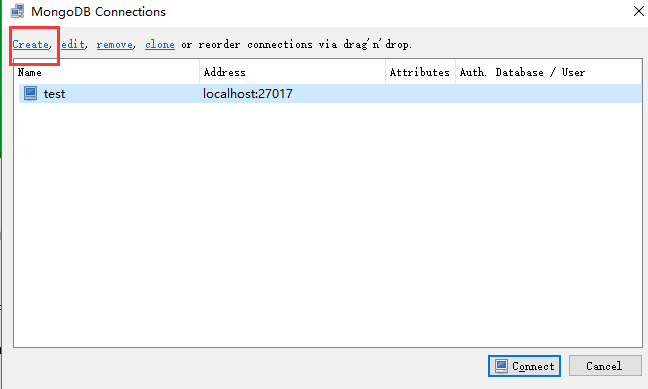 MongoDB Connections
Create, edit, remove, clone or reorder connections via drag'n'drop.
Name Address Attributes Auth. Database / User
test localhost:27017
Connect Cancel